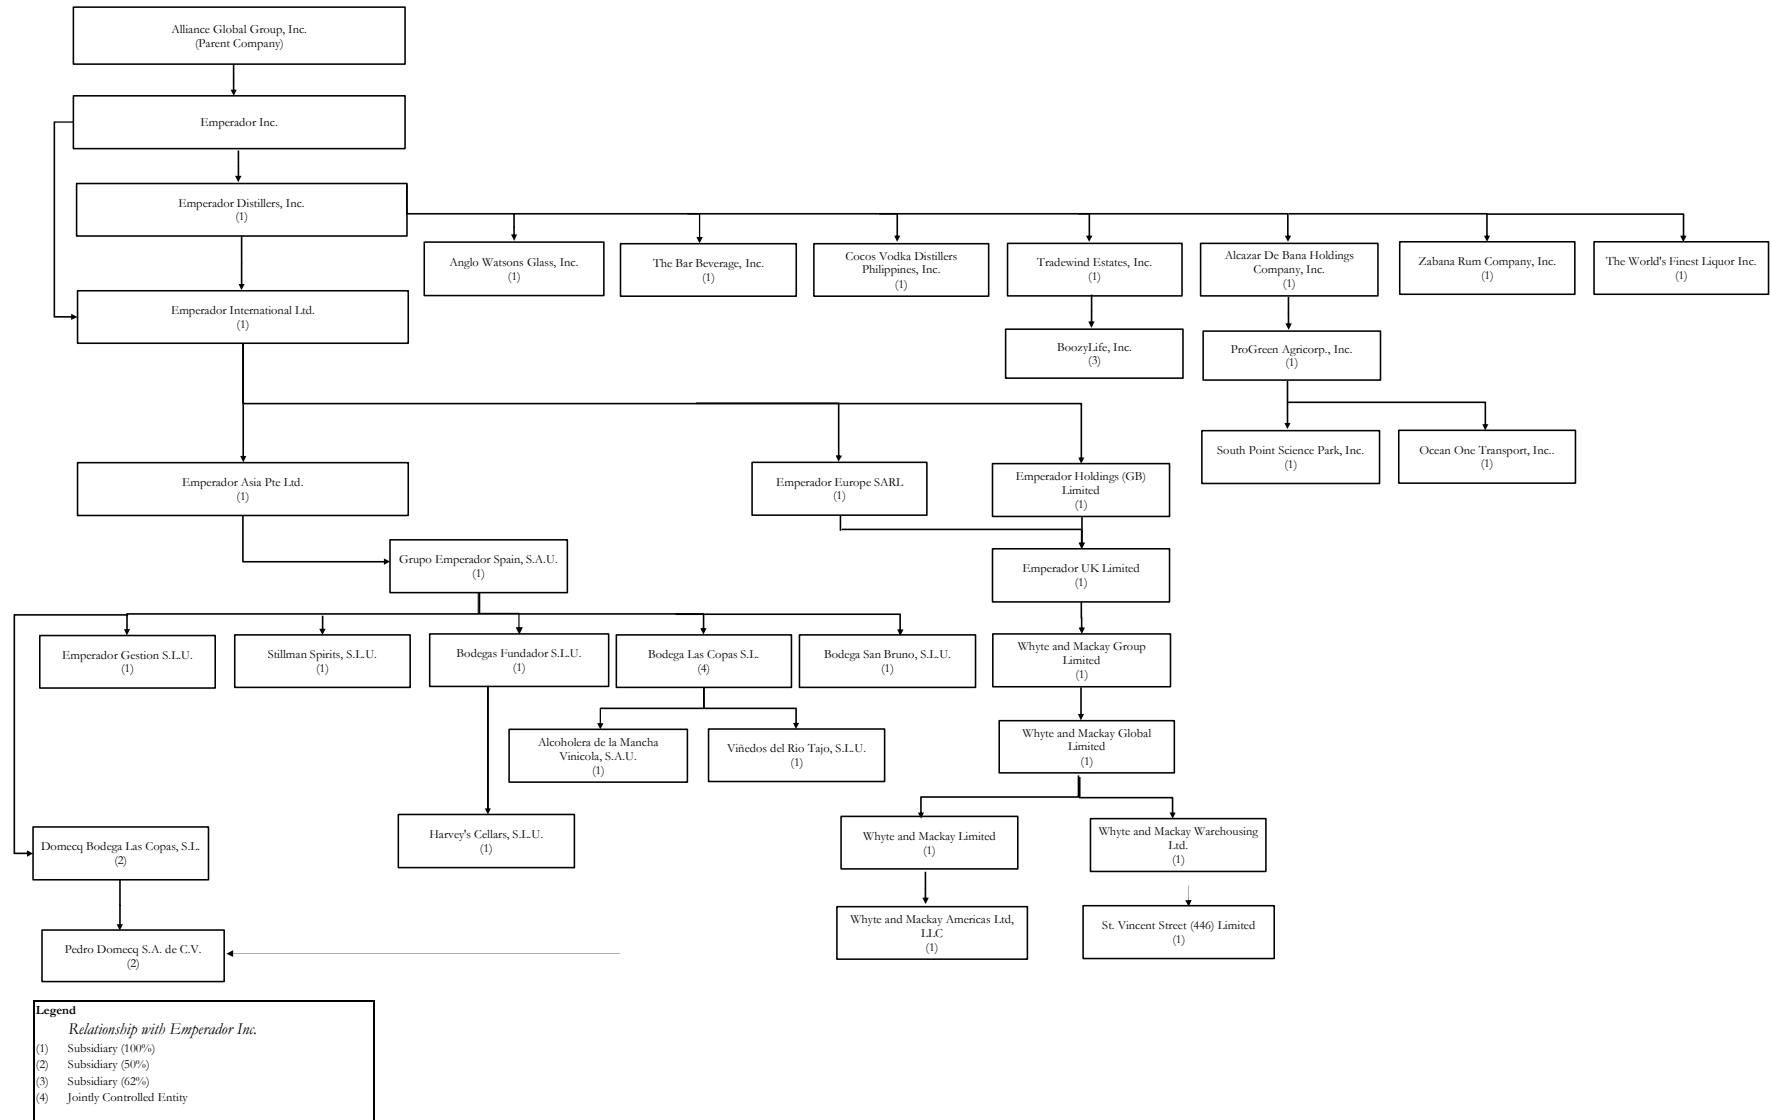 Alliance Global Group, Inc.
(Parent Company)
Emperador Inc.
Emperador Distillers, Inc.
(1)
Anglo Watsons Glass, Inc.
(1)
The Bar Beverage, Inc.
(1)
Cocos Vodka Distillers
Philippines, Inc.
(1)
Tradewind Estates, Inc.
(1)
Alcazar De Bana Holdings
Company, Inc.
(1)
Zabana Rum Company, Inc.
(1)
The World's Finest Liquor Inc.
(1)
Emperador International Ltd.
(1)
BoozyLife, Inc.
(3)
ProGreen Agricorp., Inc.
(1)
South Point Science Park, Inc.
(1)
Ocean One Transport, Inc..
(1)
Emperador Asia Pte Ltd.
(1)
Emperador Europe SARL
(1)
Emperador Holdings (GB)
Limited
(1)
Grupo Emperador Spain, S.A.U.
(1)
Emperador UK Limited
(1)
Emperador Gestion S.L.U.
(1)
Stillman Spirits, S.L.U.
(1)
Bodegas Fundador S.L.U.
(1)
Bodega Las Copas S.L.
(4)
Bodega San Bruno, S.L.U.
(1)
Whyte and Mackay Group
Limited
(1)
Alcoholera de la Mancha
Vinicola, S.A.U.
(1)
Viñedos del Rio Tajo, S.L.U.
(1)
Whyte and Mackay Global
Limited
(1)
Harvey's Cellars, S.L.U.
(1)
Whyte and Mackay Limited
(1)
Whyte and Mackay Warehousing
Ltd.
(1)
Domecq Bodega Las Copas, S.L.
(2)
Whyte and Mackay Americas Ltd,
LLC
(1)
St. Vincent Street (446) Limited
(1)
Pedro Domecq S.A. de C.V.
(2)
Legend
Relationship with Emperador Inc.
(1) Subsidiary (100%)
(2) Subsidiary (50%)
(3) Subsidiary (62%)
(4) Jointly Controlled Entity